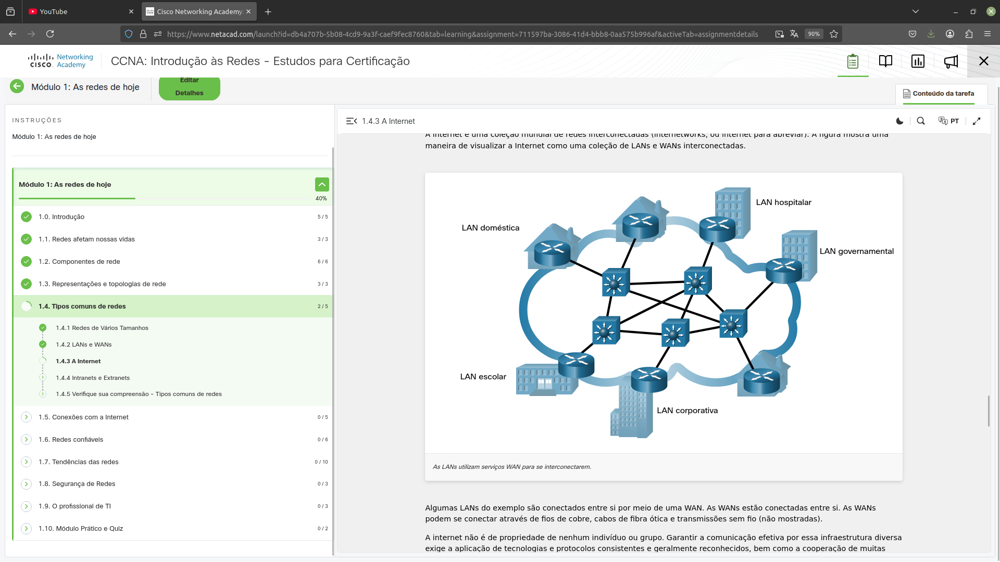 YouTube
Cisco Networking Academy:
https://www.netacad.com/launch?id=db4a707b-5b08-4cd9-9a3f-caef9fec8760&tab=learning&assignment=711597ba-3086-41d4-bbb8-0aa575b996af&activeTab=assignmentdetails
90%
CISCO Networking Academy
CCNA: Introdução às Redes - Estudos para Certificação
Módulo 1: As redes de hoje
Editar
Detalhes
Conteúdo da tarefa
INSTRUÇÕES
Módulo 1: As redes de hoje
Módulo 1: As redes de hoje
40%
1.0. Introdução 5 / 5
1.1. Redes afetam nossas vidas 3 / 3
1.2. Componentes de rede 6 / 6
1.3. Representações e topologias de rede 3 / 3
1.4. Tipos comuns de redes 2 / 5
1.4.1 Redes de Vários Tamanhos
1.4.2 LANs e WANs
1.4.3 A Internet
1.4.4 Intranets e Extranets
1.4.5 Verifique sua compreensão - Tipos comuns de redes
1.5. Conexões com a Internet 0 / 5
1.6. Redes confiáveis 0 / 6
1.7. Tendências das redes 0 / 10
1.8. Segurança de Redes 0 / 3
1.9. O profissional de TI 0 / 3
1.10. Módulo Prático e Quiz 0 / 2
1.4.3 A Internet
PT
A Internet é uma coleção mundial de redes interconectadas (internetworks, ou Internet para abreviar). A figura mostra uma
maneira de visualizar a Internet como uma coleção de LANs e WANs interconectadas.
LAN hospitalar
LAN doméstica
LAN governamental
LAN escolar
LAN corporativa
As LANs utilizam serviços WAN para se interconectarem.
Algumas LANs do exemplo são conectados entre si por meio de uma WAN. As WANs estão conectadas entre si. As WANs
podem se conectar através de fios de cobre, cabos de fibra ótica e transmissões sem fio (não mostradas).
A internet não é de propriedade de nenhum indivíduo ou grupo. Garantir a comunicação efetiva por essa infraestrutura diversa
exige a aplicação de tecnologias e protocolos consistentes e geralmente reconhecidos, bem como a cooperação de muitas